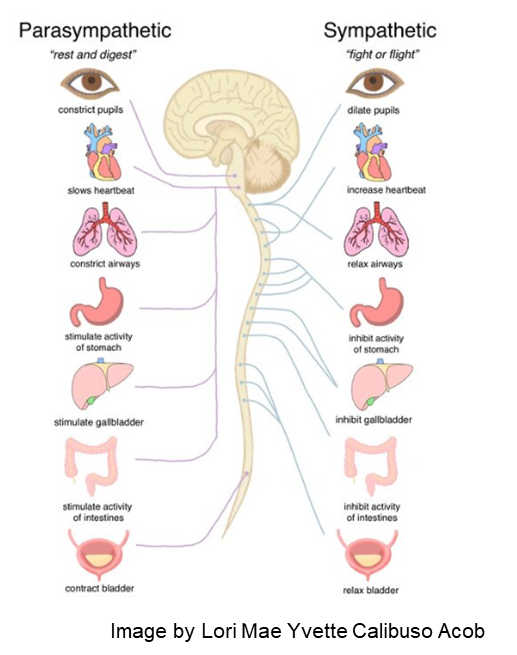 Parasympathetic
"rest and digest"
constrict pupils
slows heartbeat
constrict airways
stimulate activity
of stomach
stimulate gallbladder
stimulate activity
of intestines
contract bladder
Sympathetic
"fight or flight"
dilate pupils
increase heartbeat
relax airways
inhibit activity
of stomach
inhibit gallbladder
inhibit activity
of intestines
relax bladder
Image by Lori Mae Yvette Calibuso Acob